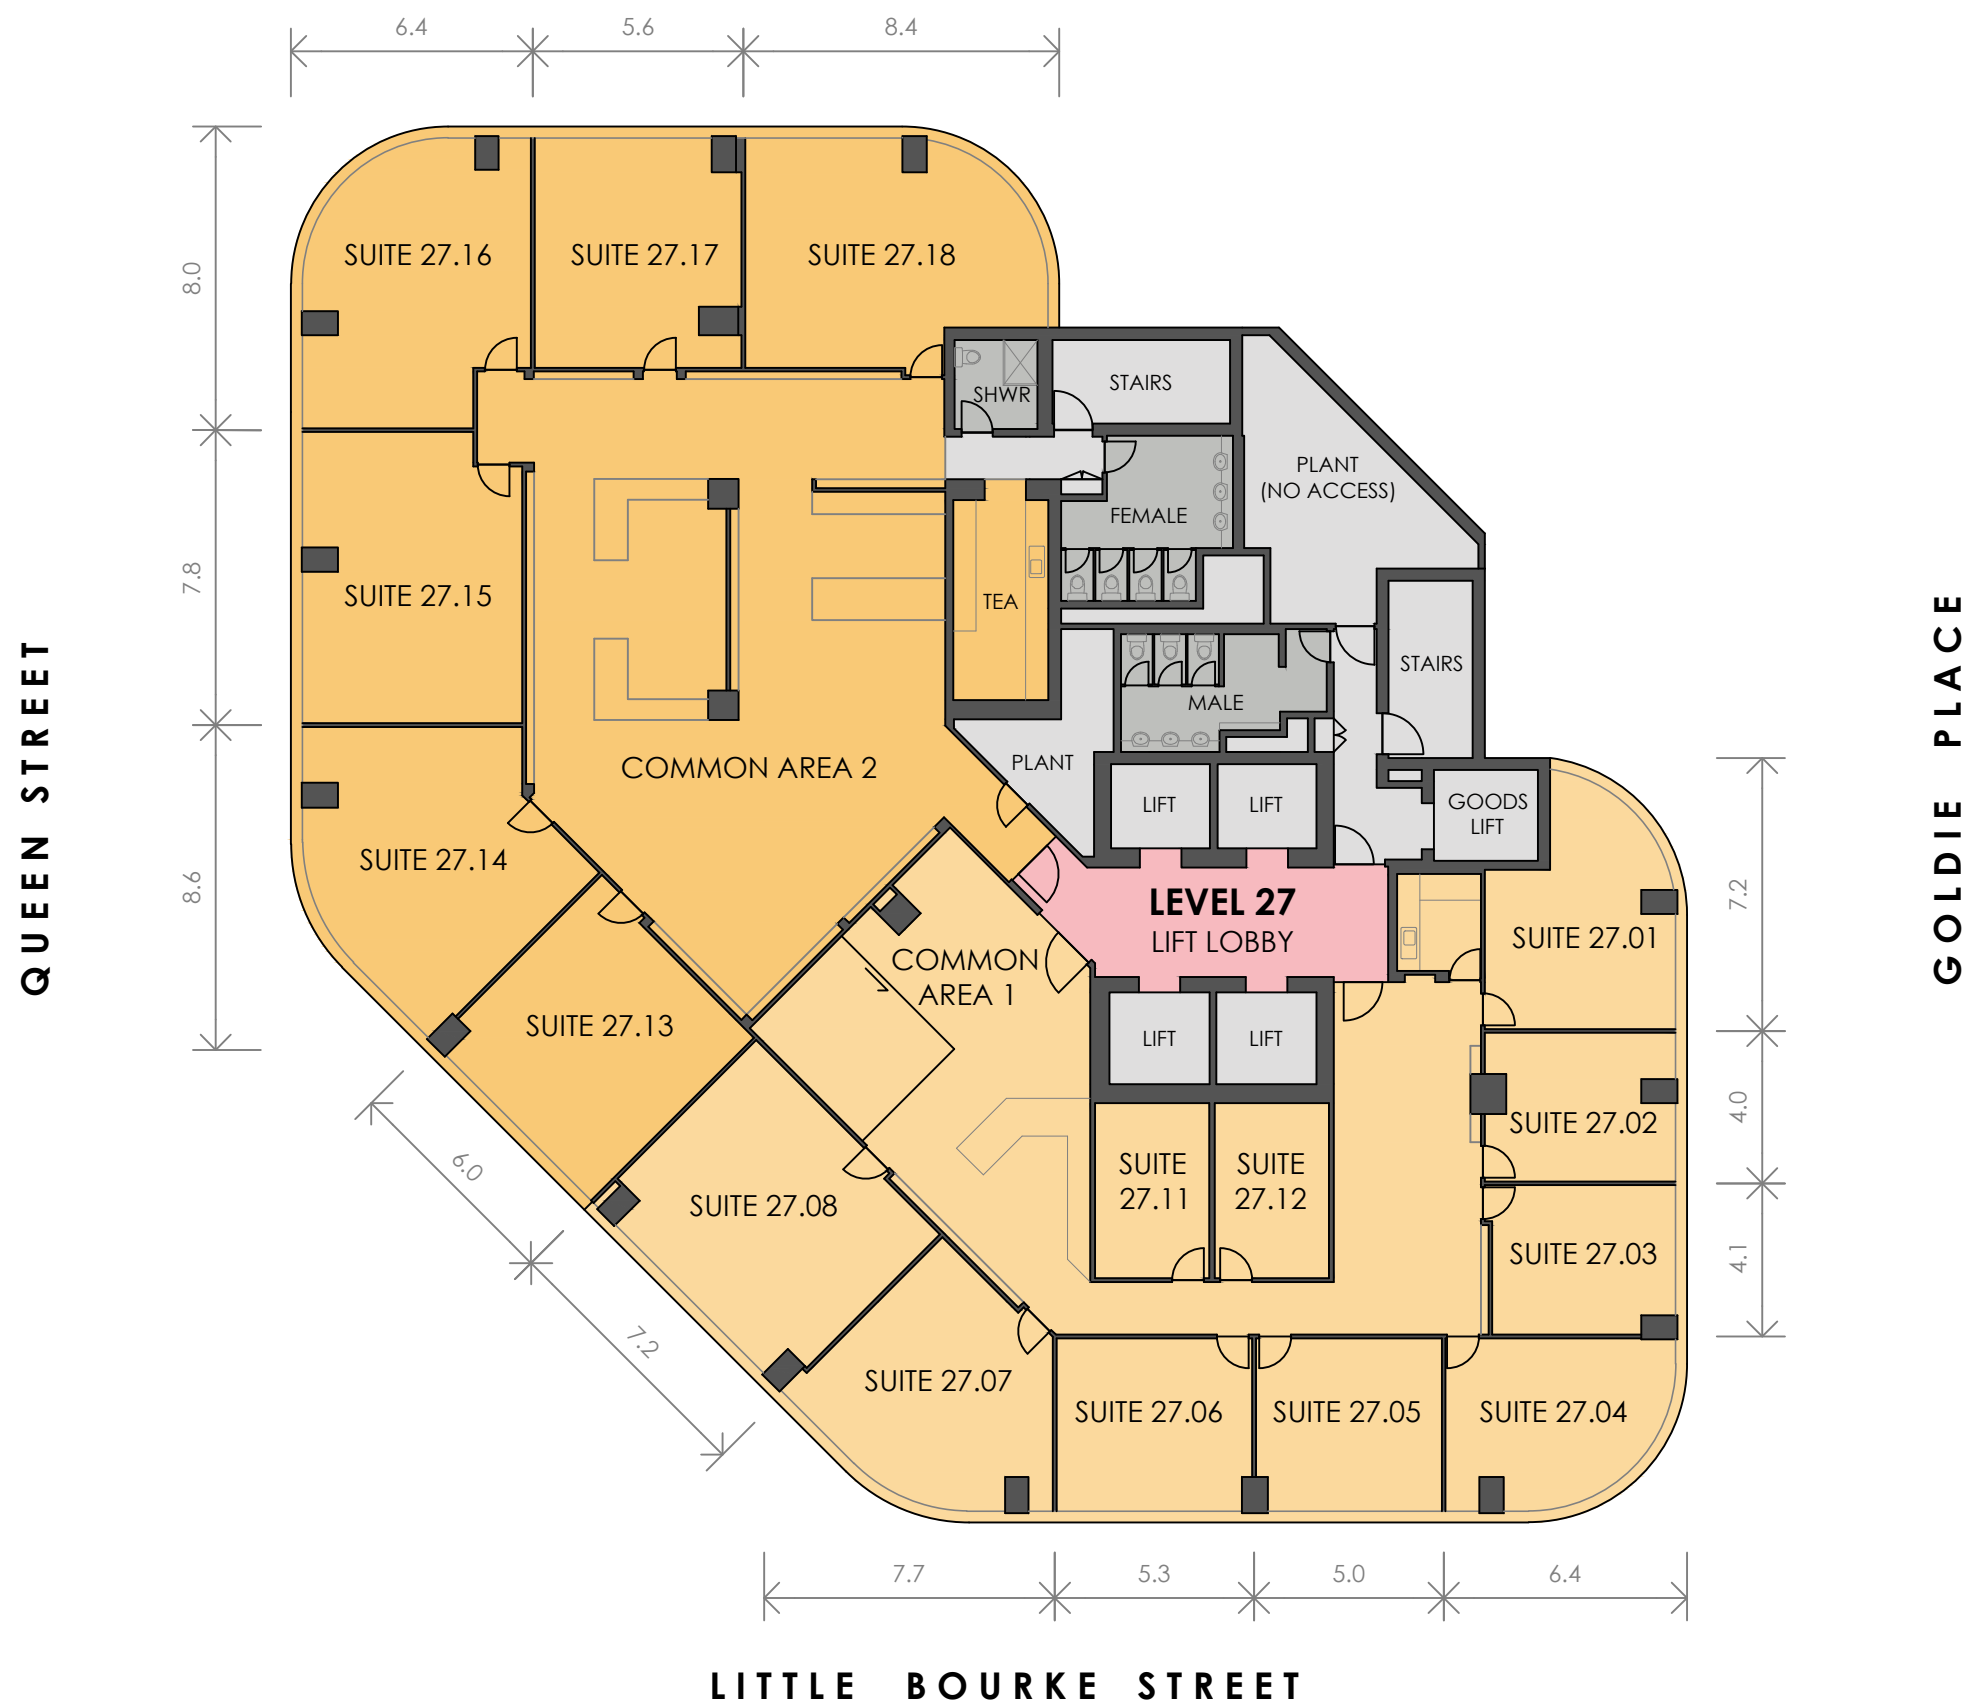 6.4
5.6
8.4
8.0
7.8
8.6
QUEEN STREET
SUITE 27.16
SUITE 27.17
SUITE 27.18
SHWR
STAIRS
PLANT
(NO ACCESS)
FEMALE
SUITE 27.15
TEA
STAIRS
MALE
COMMON AREA 2
PLANT
LIFT
LIFT
GOODS
LIFT
SUITE 27.14
LEVEL 27
LIFT LOBBY
COMMON
AREA 1
SUITE 27.01
SUITE 27.13
LIFT
LIFT
SUITE 27.02
SUITE
27.11
SUITE
27.12
SUITE 27.08
SUITE 27.03
SUITE 27.07
SUITE 27.06
SUITE 27.05
SUITE 27.04
7.2
4.0
4.1
GOLDIE PLACE
6.0
7.2
7.7
5.3
5.0
6.4
LITTLE BOURKE STREET